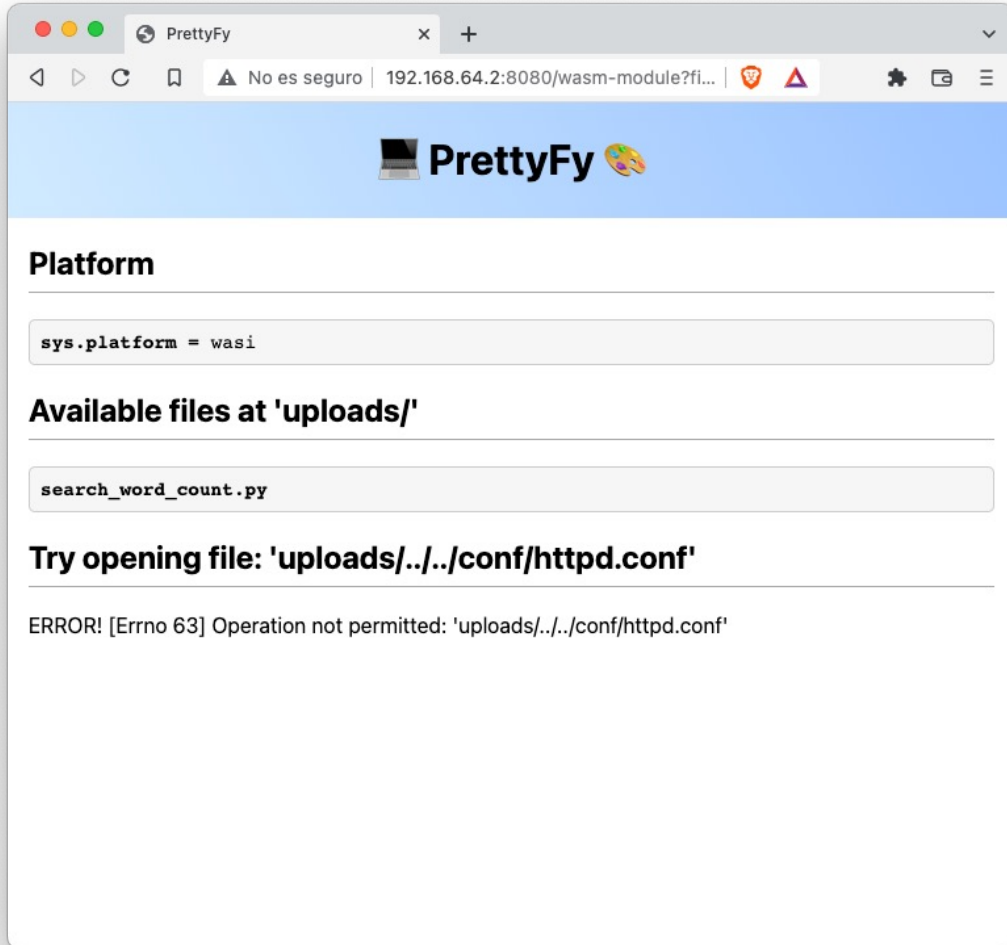 PrettyFy
No es seguro 192.168.64.2:8080/wasm-module?fi...
PrettyFy
Platform
sys.platform = wasi
Available files at 'uploads/'
search_word_count.py
Try opening file: 'uploads/../../conf/httpd.conf'
ERROR! [Errno 63] Operation not permitted: 'uploads/../../conf/httpd.conf'